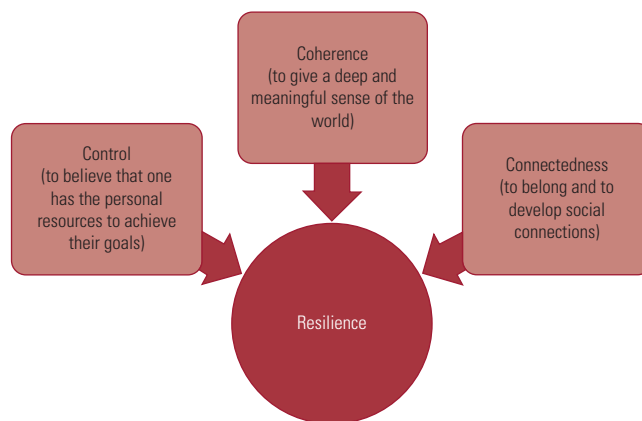 Coherence
(to give a deep and
meaningful sense of the
world)
Control
(to believe that one
has the personal
resources to achieve
their goals)
Connectedness
(to belong and to
develop social
connections)
Resilience